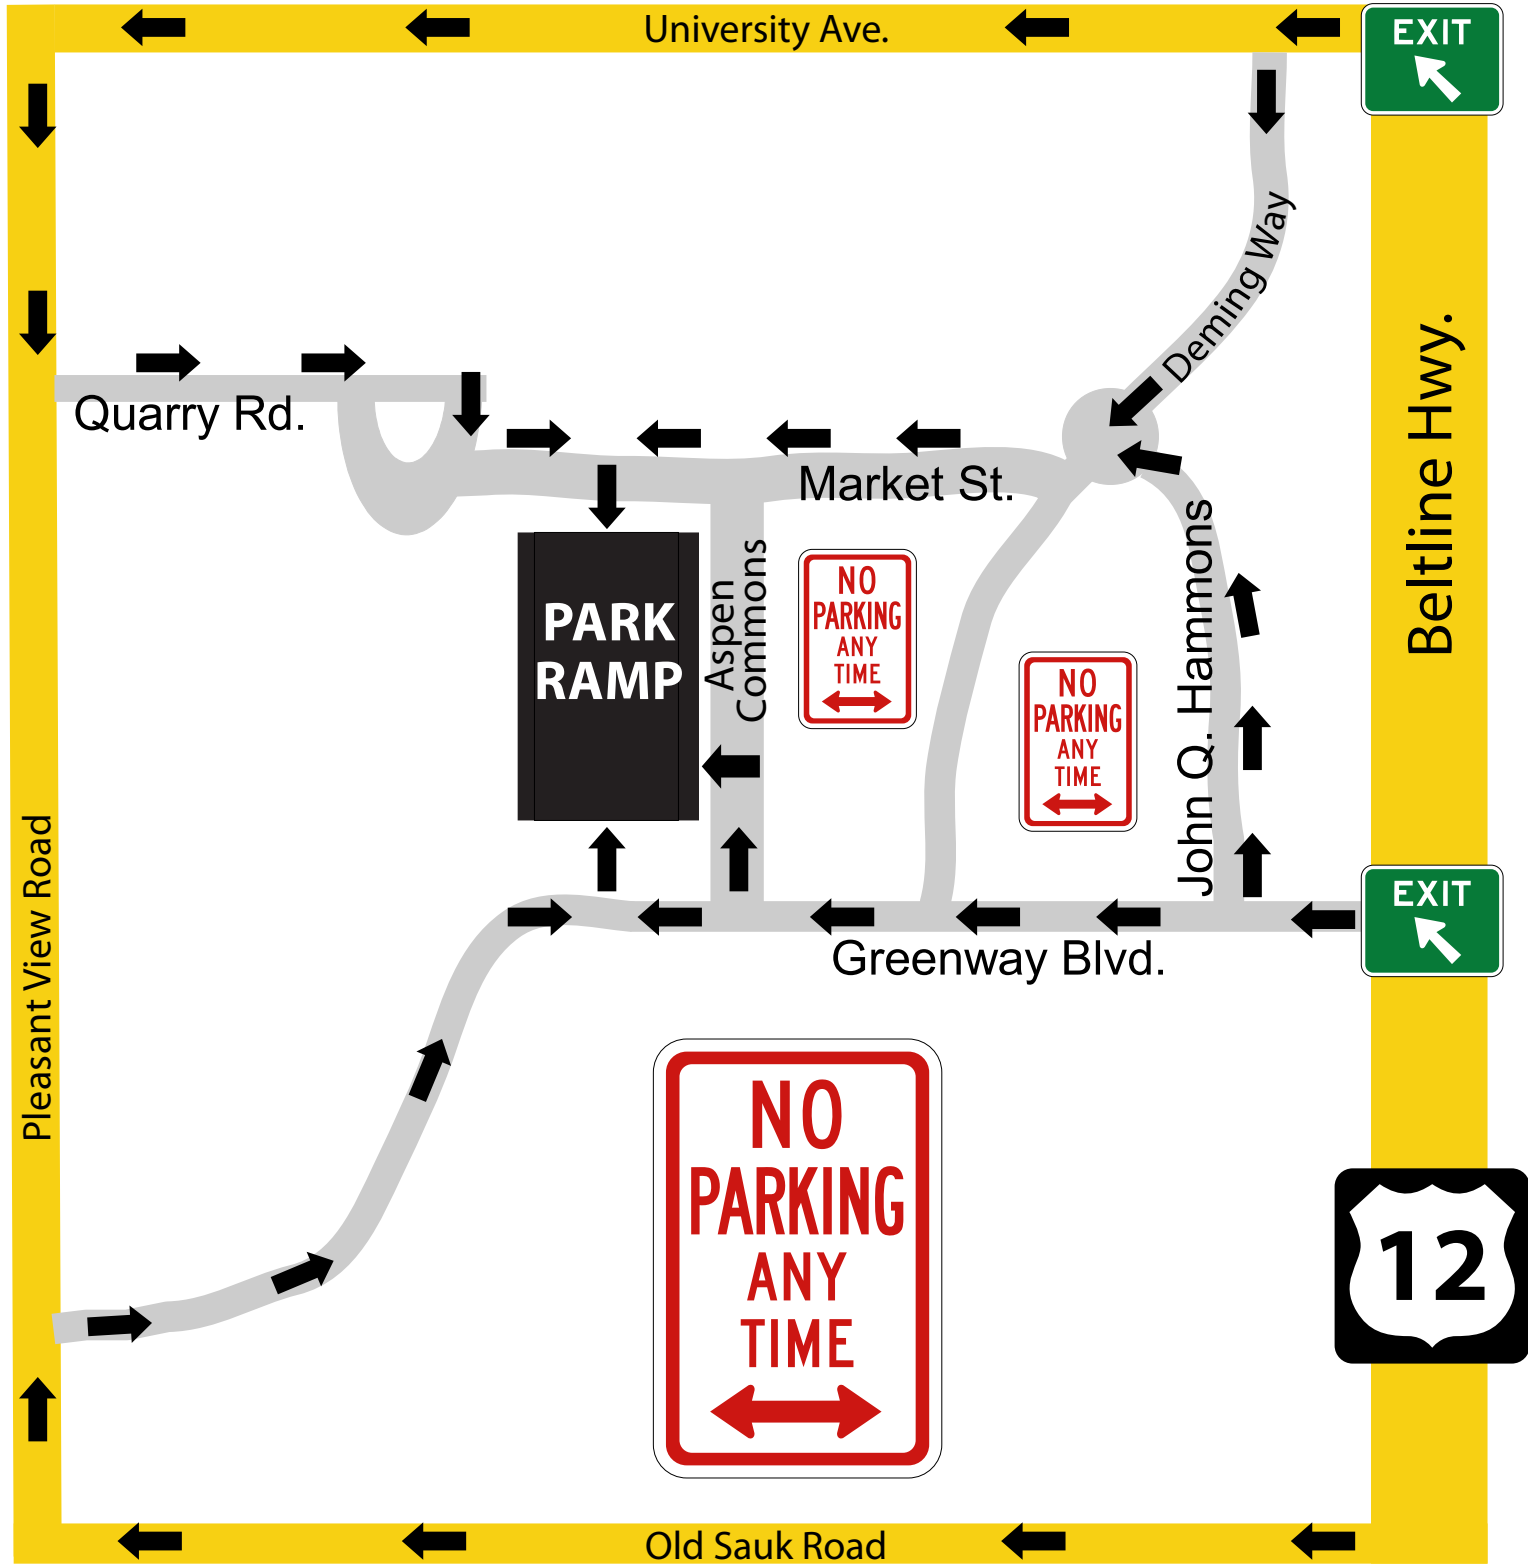 University Ave.
EXIT
Deming Way
Beltline Hwy.
Quarry Rd.
Market St.
PARK
RAMP
Aspen
Commons
NO
PARKING
ANY
TIME
NO
PARKING
ANY
TIME
John Q. Hammons
Pleasant View Road
EXIT
Greenway Blvd.
NO
PARKING
ANY
TIME
12
Old Sauk Road